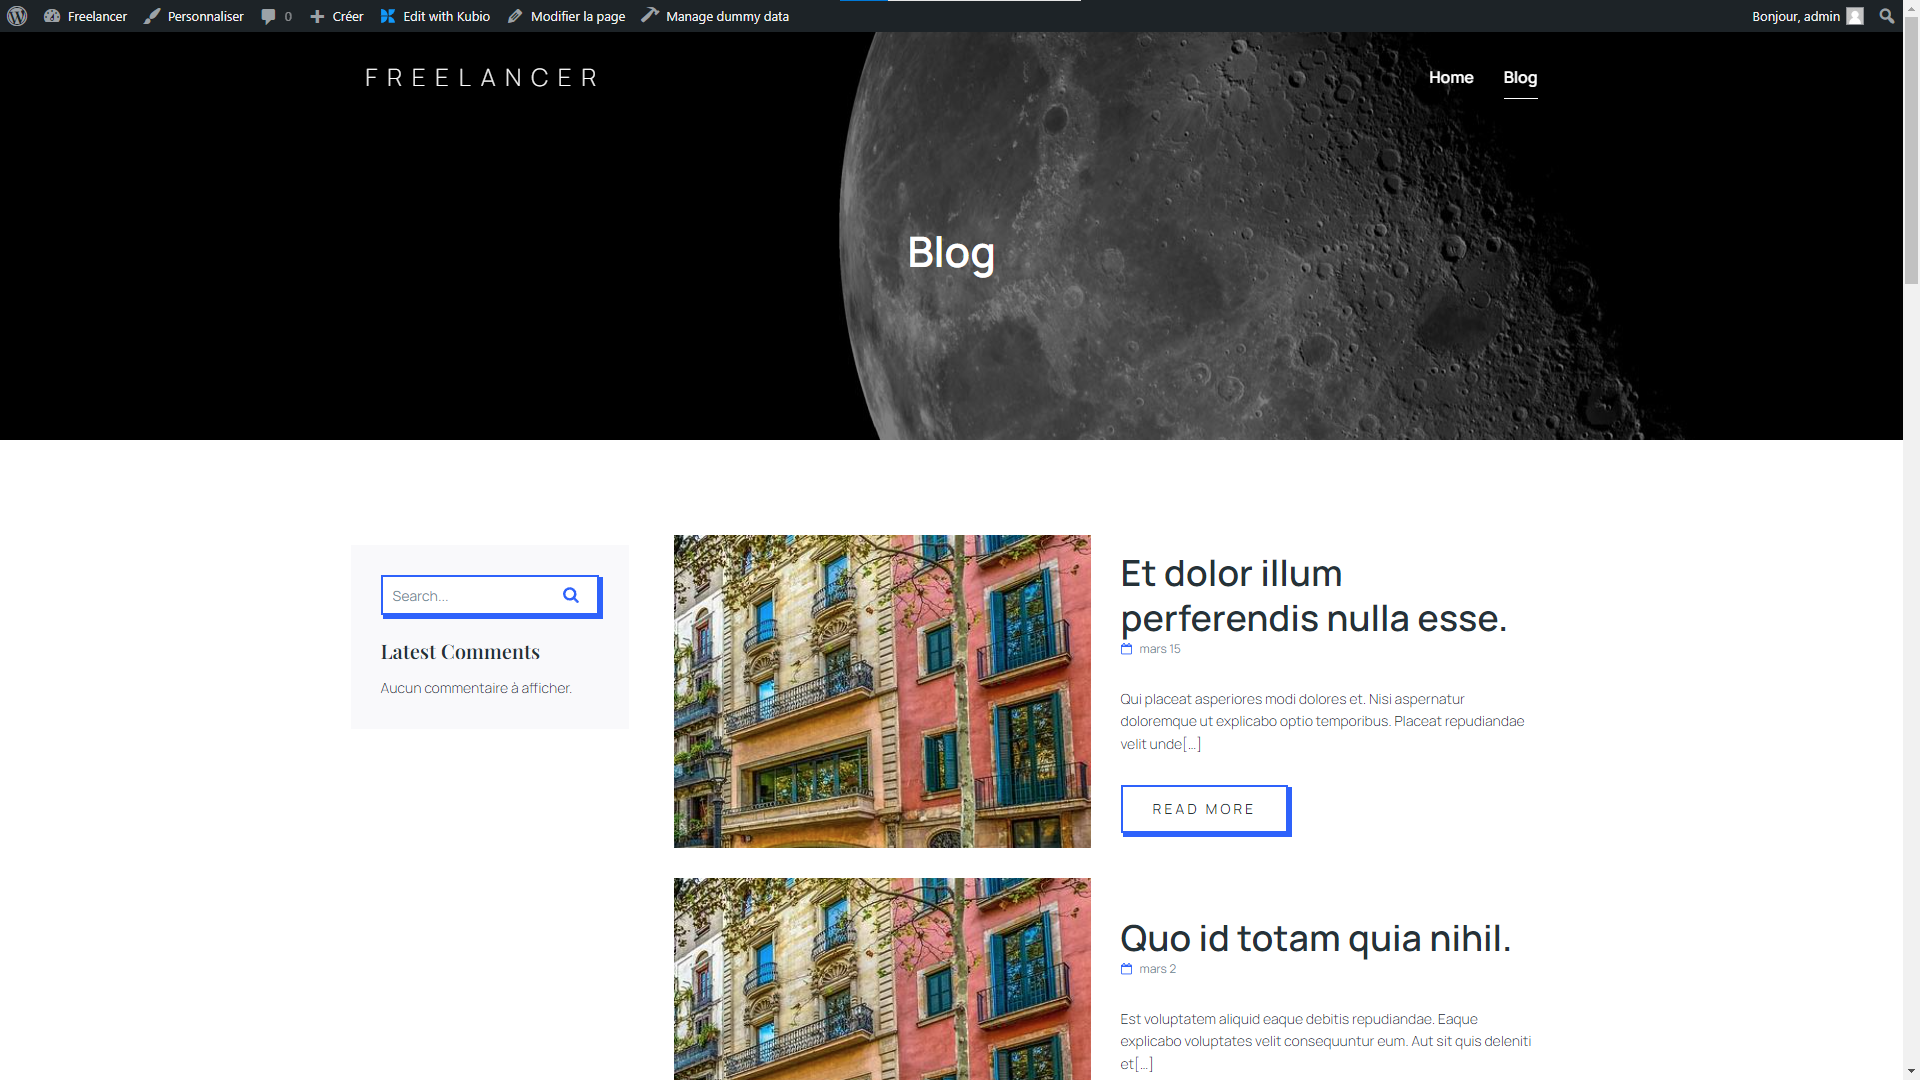 Freelancer Personnaliser 0 Créer Edit with Kubio Modifier la page Manage dummy data Bonjour, admin
FREELANCER Home Blog
Blog
Search...
Latest Comments
Aucun commentaire à afficher.
Et dolor illum
perferendis nulla esse.
mars 15
Qui placeat asperiores modi dolores et. Nisi aspernatur
doloremque ut explicabo optio temporibus. Placeat repudiandae
velit unde[…]
READ MORE
Quo id totam quia nihil.
mars 2
Est voluptatem aliquid eaque debitis repudiandae. Eaque
explicabo voluptates velit consequuntur eum. Aut sit quis deleniti
et[…]